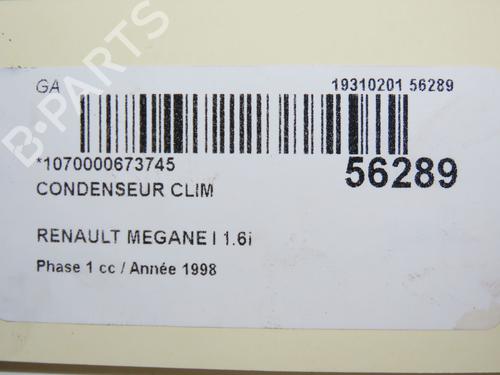 GA 19310201 56289
*1070000673745 56289
CONDENSEUR CLIM
RENAULT MEGANE I 1.6i
Phase 1 cc / Année 1998
B-PARTS